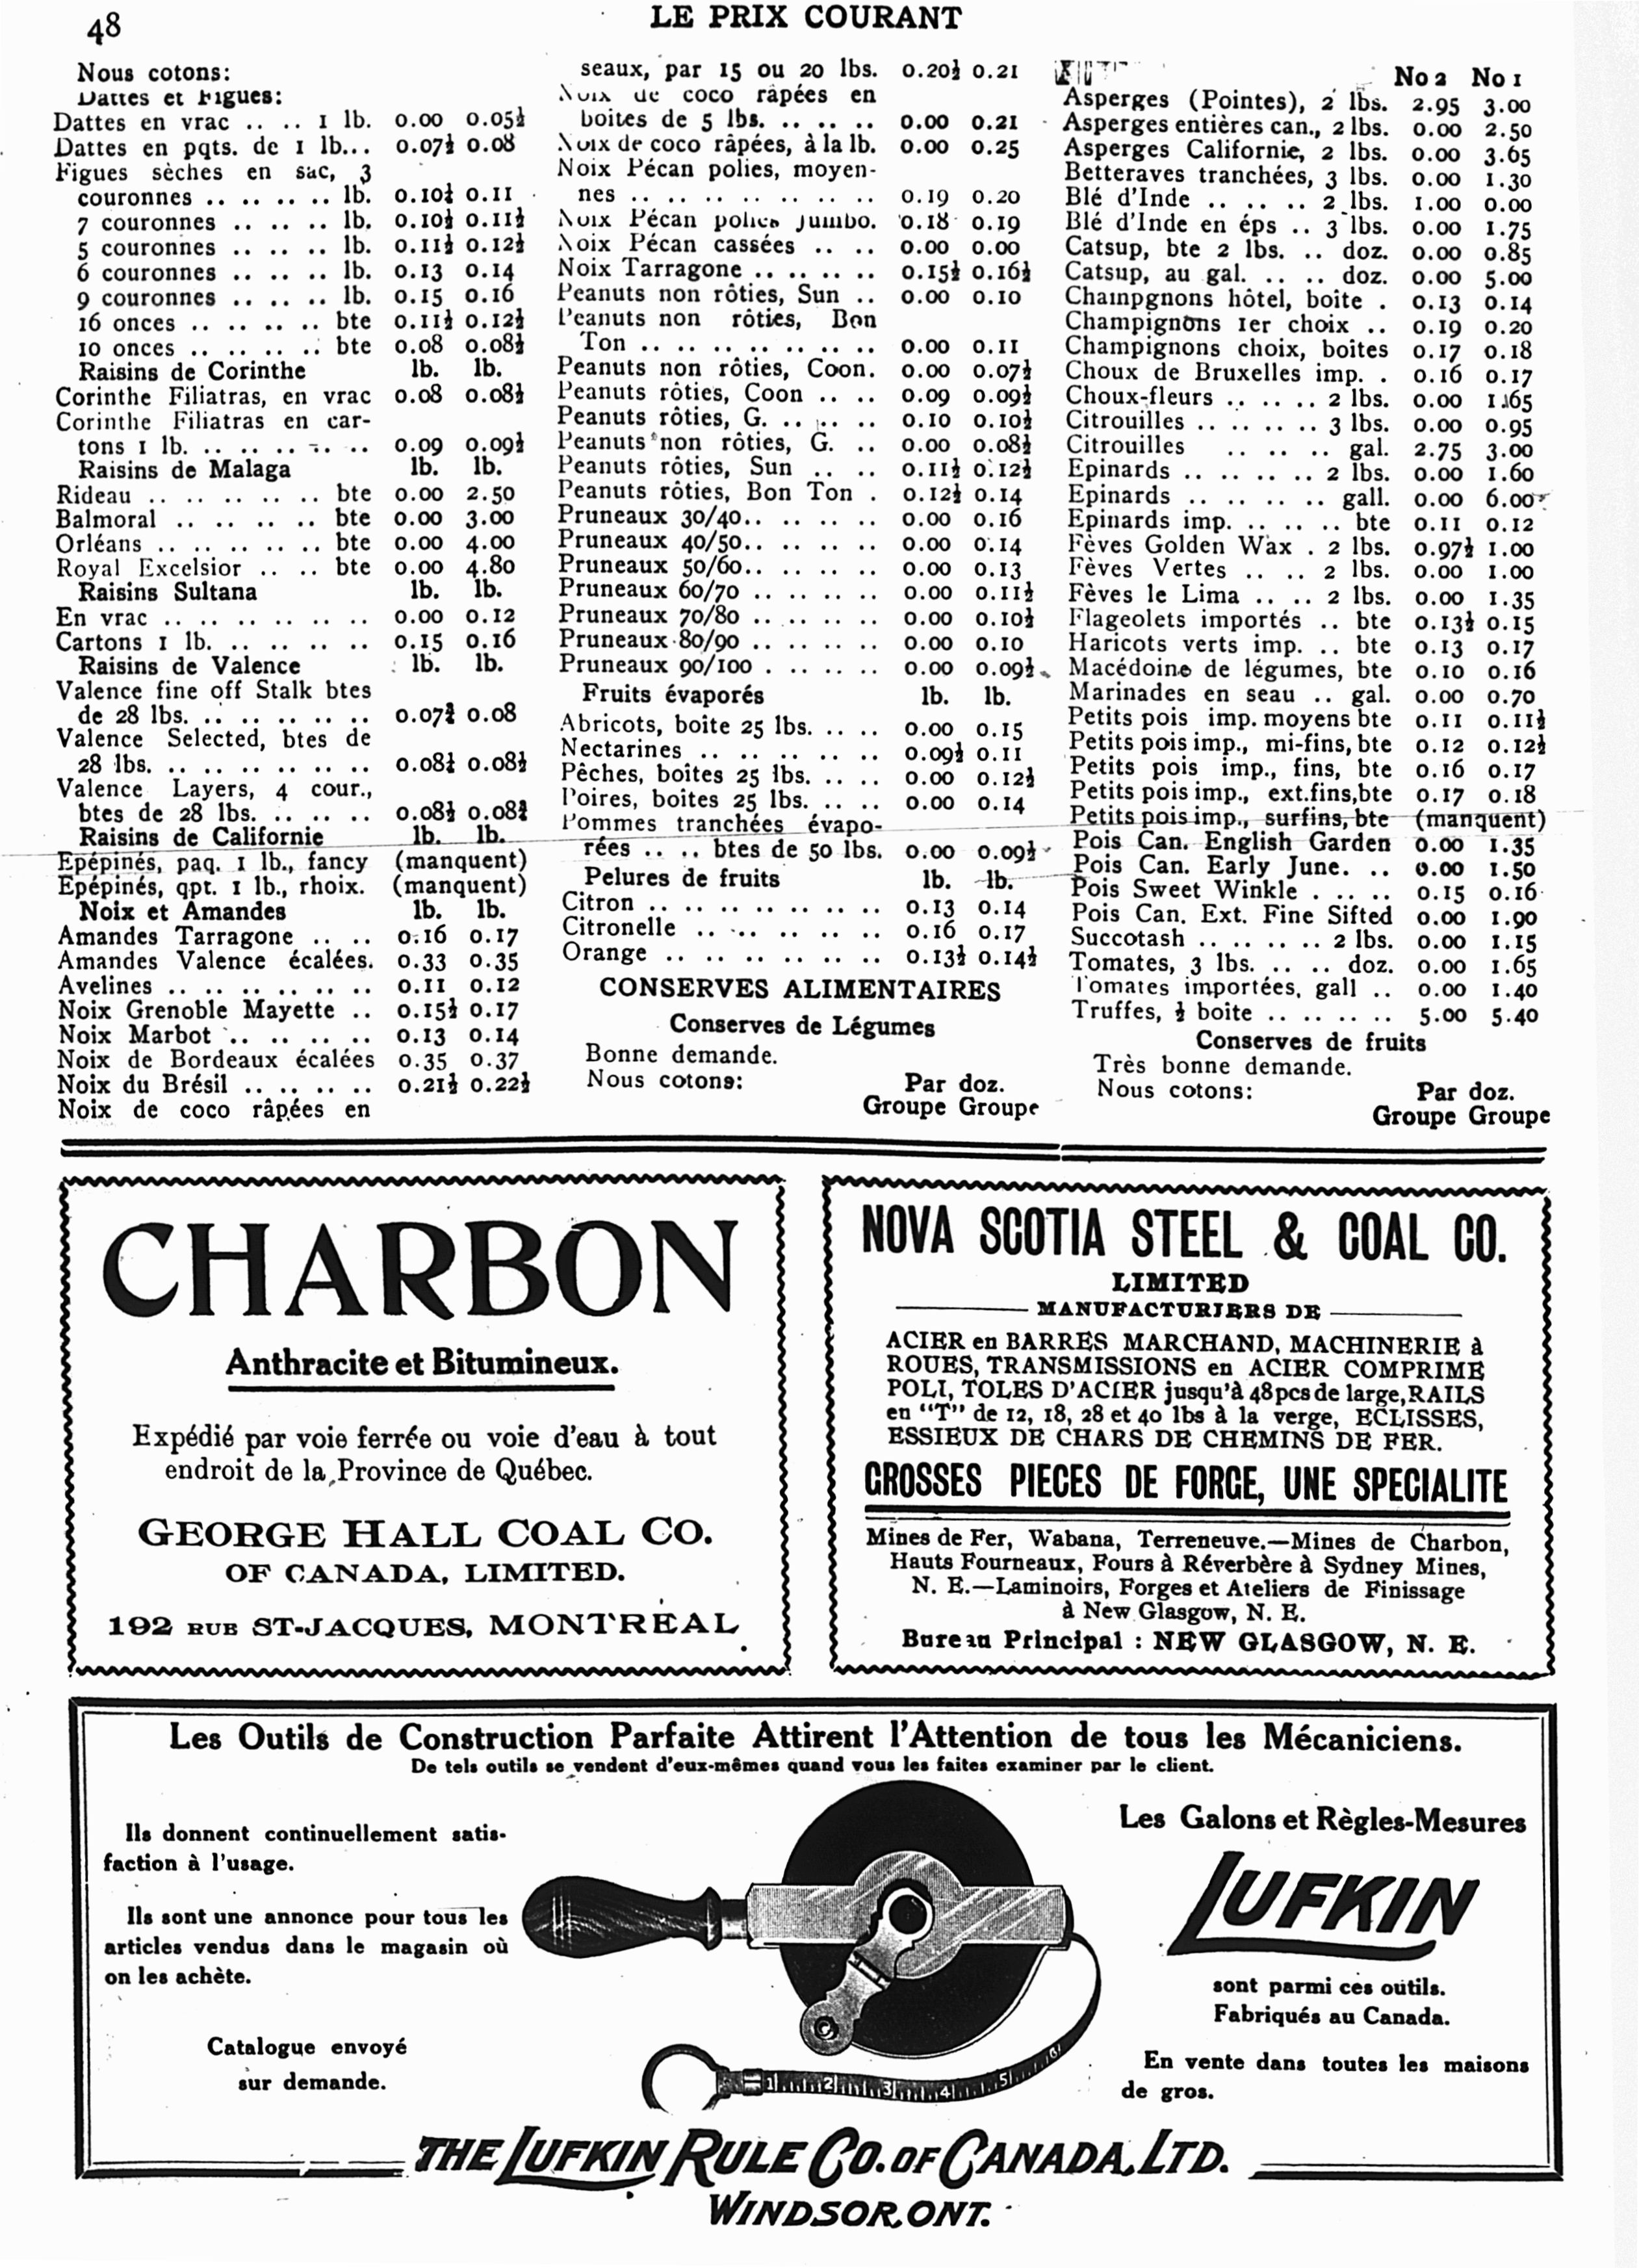 48
LE PRIX COURANT
Nous cotons:
Dattes et Figues:
Dattes en vrac .. .. 1 lb. 0.00 0.05½
Dattes en pqts. de 1 lb... 0.07½ 0.08
Figues sèches en sac, 3
couronnes .. .. .. .. .. lb. 0.10½ 0.11
7 couronnes .. .. .. .. lb. 0.10½ 0.11½
5 couronnes .. .. .. .. lb. 0.11½ 0.12½
6 couronnes .. .. .. .. lb. 0.13 0.14
9 couronnes .. .. .. .. lb. 0.15 0.16
16 onces .. .. .. .. .. bte 0.11½ 0.12½
10 onces .. .. .. .. .. bte 0.08 0.08½
Raisins de Corinthe lb. lb.
Corinthe Filiatras, en vrac 0.08 0.08½
Corinthe Filiatras en car-
tons 1 lb. .. .. .. .. .. .. 0.09 0.09½
Raisins de Malaga lb. lb.
Rideau .. .. .. .. .. .. bte 0.00 2.50
Balmoral .. .. .. .. .. bte 0.00 3.00
Orléans .. .. .. .. .. .. bte 0.00 4.00
Royal Excelsior .. .. .. bte 0.00 4.80
Raisins Sultana lb. lb.
En vrac .. .. .. .. .. .. .. 0.00 0.12
Cartons 1 lb. .. .. .. .. .. 0.15 0.16
Raisins de Valence lb. lb.
Valence fine off Stalk btes
de 28 lbs. .. .. .. .. .. .. 0.07¾ 0.08
Valence Selected, btes de
28 lbs. .. .. .. .. .. .. .. 0.08¼ 0.08½
Valence Layers, 4 cour.,
btes de 28 lbs. .. .. .. .. 0.08½ 0.08¾
Raisins de Californie lb. lb.
Epépinés, paq. 1 lb., fancy (manquent)
Epépinés, qpt. 1 lb., rhoix. (manquent)
Noix et Amandes lb. lb.
Amandes Tarragone .. .. 0.16 0.17
Amandes Valence écalées. 0.33 0.35
Avelines .. .. .. .. .. .. .. 0.11 0.12
Noix Grenoble Mayette .. 0.15½ 0.17
Noix Marbot .. .. .. .. .. 0.13 0.14
Noix de Bordeaux écalées 0.35 0.37
Noix du Brésil .. .. .. .. .. 0.21½ 0.22½
Noix de coco râpées en
seaux, par 15 ou 20 lbs. 0.20½ 0.21
Noix de coco râpées en
boites de 5 lbs. .. .. .. .. 0.00 0.21
Noix de coco râpées, à la lb. 0.00 0.25
Noix Pécan polies, moyen-
nes .. .. .. .. .. .. .. .. 0.19 0.20
Noix Pécan polies Jumbo. 0.18 0.19
Noix Pécan cassées .. .. 0.00 0.00
Noix Tarragone .. .. .. .. .. 0.15½ 0.16½
Peanuts non rôties, Sun .. 0.00 0.10
Peanuts non rôties, Bon
Ton .. .. .. .. .. .. .. .. 0.00 0.11
Peanuts non rôties, Coon. 0.00 0.07½
Peanuts rôties, Coon .. .. 0.09 0.09½
Peanuts rôties, G. .. .. .. .. 0.10 0.10½
Peanuts non rôties, G. .. 0.00 0.08½
Peanuts rôties, Sun .. .. 0.11½ 0.12½
Peanuts rôties, Bon Ton . 0.12½ 0.14
Pruneaux 30/40.. .. .. .. .. 0.00 0.16
Pruneaux 40/50.. .. .. .. .. 0.00 0.14
Pruneaux 50/60.. .. .. .. .. 0.00 0.13
Pruneaux 60/70 .. .. .. .. .. 0.00 0.11½
Pruneaux 70/80 .. .. .. .. .. 0.00 0.10½
Pruneaux 80/90 .. .. .. .. .. 0.00 0.10
Pruneaux 90/100 . .. .. .. .. 0.00 0.09½
Fruits évaporés lb. lb.
Abricots, boîte 25 lbs. .. .. 0.00 0.15
Nectarines .. .. .. .. .. .. 0.09½ 0.11
Pêches, boîtes 25 lbs. .. .. 0.00 0.12½
Poires, boîtes 25 lbs. .. .. 0.00 0.14
Pommes tranchées évapo-
rées .. .. btes de 50 lbs. 0.00 0.09½
Pelures de fruits lb. lb.
Citron .. .. .. .. .. .. .. .. 0.13 0.14
Citronelle .. .. .. .. .. .. .. 0.16 0.17
Orange .. .. .. .. .. .. .. .. 0.13½ 0.14½
CONSERVES ALIMENTAIRES
Conserves de Légumes
Bonne demande.
Nous cotons:
Par doz.
Groupe Groupe
No 2 No 1
Asperges (Pointes), 2 lbs. 2.95 3.00
Asperges entières can., 2 lbs. 0.00 2.50
Asperges Californie, 2 lbs. 0.00 3.65
Betteraves tranchées, 3 lbs. 0.00 1.30
Blé d'Inde .. .. .. .. 2 lbs. 1.00 0.00
Blé d'Inde en éps .. 3 lbs. 0.00 1.75
Catsup, bte 2 lbs. .. doz. 0.00 0.85
Catsup, au gal. .. .. .. doz. 0.00 5.00
Champgnons hôtel, boîte . 0.13 0.14
Champignons 1er choix .. 0.19 0.20
Champignons choix, boîtes 0.17 0.18
Choux de Bruxelles imp. . 0.16 0.17
Choux-fleurs .. .. .. .. 2 lbs. 0.00 1.65
Citrouilles .. .. .. .. .. 3 lbs. 0.00 0.95
Citrouilles .. .. .. .. gal. 2.75 3.00
Epinards .. .. .. .. .. 2 lbs. 0.00 1.60
Epinards .. .. .. .. .. gall. 0.00 6.00
Epinards imp. .. .. .. .. bte 0.11 0.12
Fèves Golden Wax . 2 lbs. 0.97½ 1.00
Fèves Vertes .. .. .. 2 lbs. 0.00 1.00
Fèves le Lima .. .. .. 2 lbs. 0.00 1.35
Flageolets importés .. bte 0.13½ 0.15
Haricots verts imp. .. bte 0.13 0.17
Macédoine de légumes, bte 0.10 0.16
Marinades en seau .. gal. 0.00 0.70
Petits pois imp. moyens bte 0.11 0.11½
Petits pois imp., mi-fins, bte 0.12 0.12½
Petits pois imp., fins, bte 0.16 0.17
Petits pois imp., ext.fins, bte 0.17 0.18
Petits pois imp., surfins, bte (manquent)
Pois Can. English Garden 0.00 1.35
Pois Can. Early June. .. 0.00 1.50
Pois Sweet Winkle . .. .. 0.15 0.16
Pois Can. Ext. Fine Sifted 0.00 1.90
Succotash .. .. .. .. .. 2 lbs. 0.00 1.15
Tomates, 3 lbs. .. .. .. doz. 0.00 1.65
Tomates importées, gall .. 0.00 1.40
Truffes, ½ boite .. .. .. .. .. 5.00 5.40
Conserves de fruits
Très bonne demande.
Nous cotons:
Par doz.
Groupe Groupe
CHARBON
Anthracite et Bitumineux.
Expédié par voie ferrée ou voie d'eau à tout
endroit de la Province de Québec.
GEORGE HALL COAL CO.
OF CANADA, LIMITED.
192 RUE ST-JACQUES, MONTREAL
NOVA SCOTIA STEEL & COAL CO.
LIMITED
MANUFACTURIERS DE
ACIER en BARRES MARCHAND, MACHINERIE à
ROUES, TRANSMISSIONS en ACIER COMPRIME
POLI, TOLES D'ACIER jusqu'à 48 pcs de large, RAILS
en "T" de 12, 18, 28 et 40 lbs à la verge, ECLISSES,
ESSIEUX DE CHARS DE CHEMINS DE FER.
GROSSES PIECES DE FORGE, UNE SPECIALITE
Mines de Fer, Wabana, Terreneuve.—Mines de Charbon,
Hauts Fourneaux, Fours à Réverbère à Sydney Mines,
N. E.—Laminoirs, Forges et Ateliers de Finissage
à New Glasgow, N. E.
Bureau Principal : NEW GLASGOW, N. E.
Les Outils de Construction Parfaite Attirent l'Attention de tous les Mécaniciens.
De tels outils se vendent d'eux-mêmes quand vous les faites examiner par le client.
Ils donnent continuellement satis-
faction à l'usage.
Ils sont une annonce pour tous les
articles vendus dans le magasin où
on les achète.
Catalogue envoyé
sur demande.
1 2 3 4 5 6
Les Galons et Règles-Mesures
LUFKIN
sont parmi ces outils.
Fabriqués au Canada.
En vente dans toutes les maisons
de gros.
THE LUFKIN RULE CO. OF CANADA, LTD.
WINDSOR, ONT.